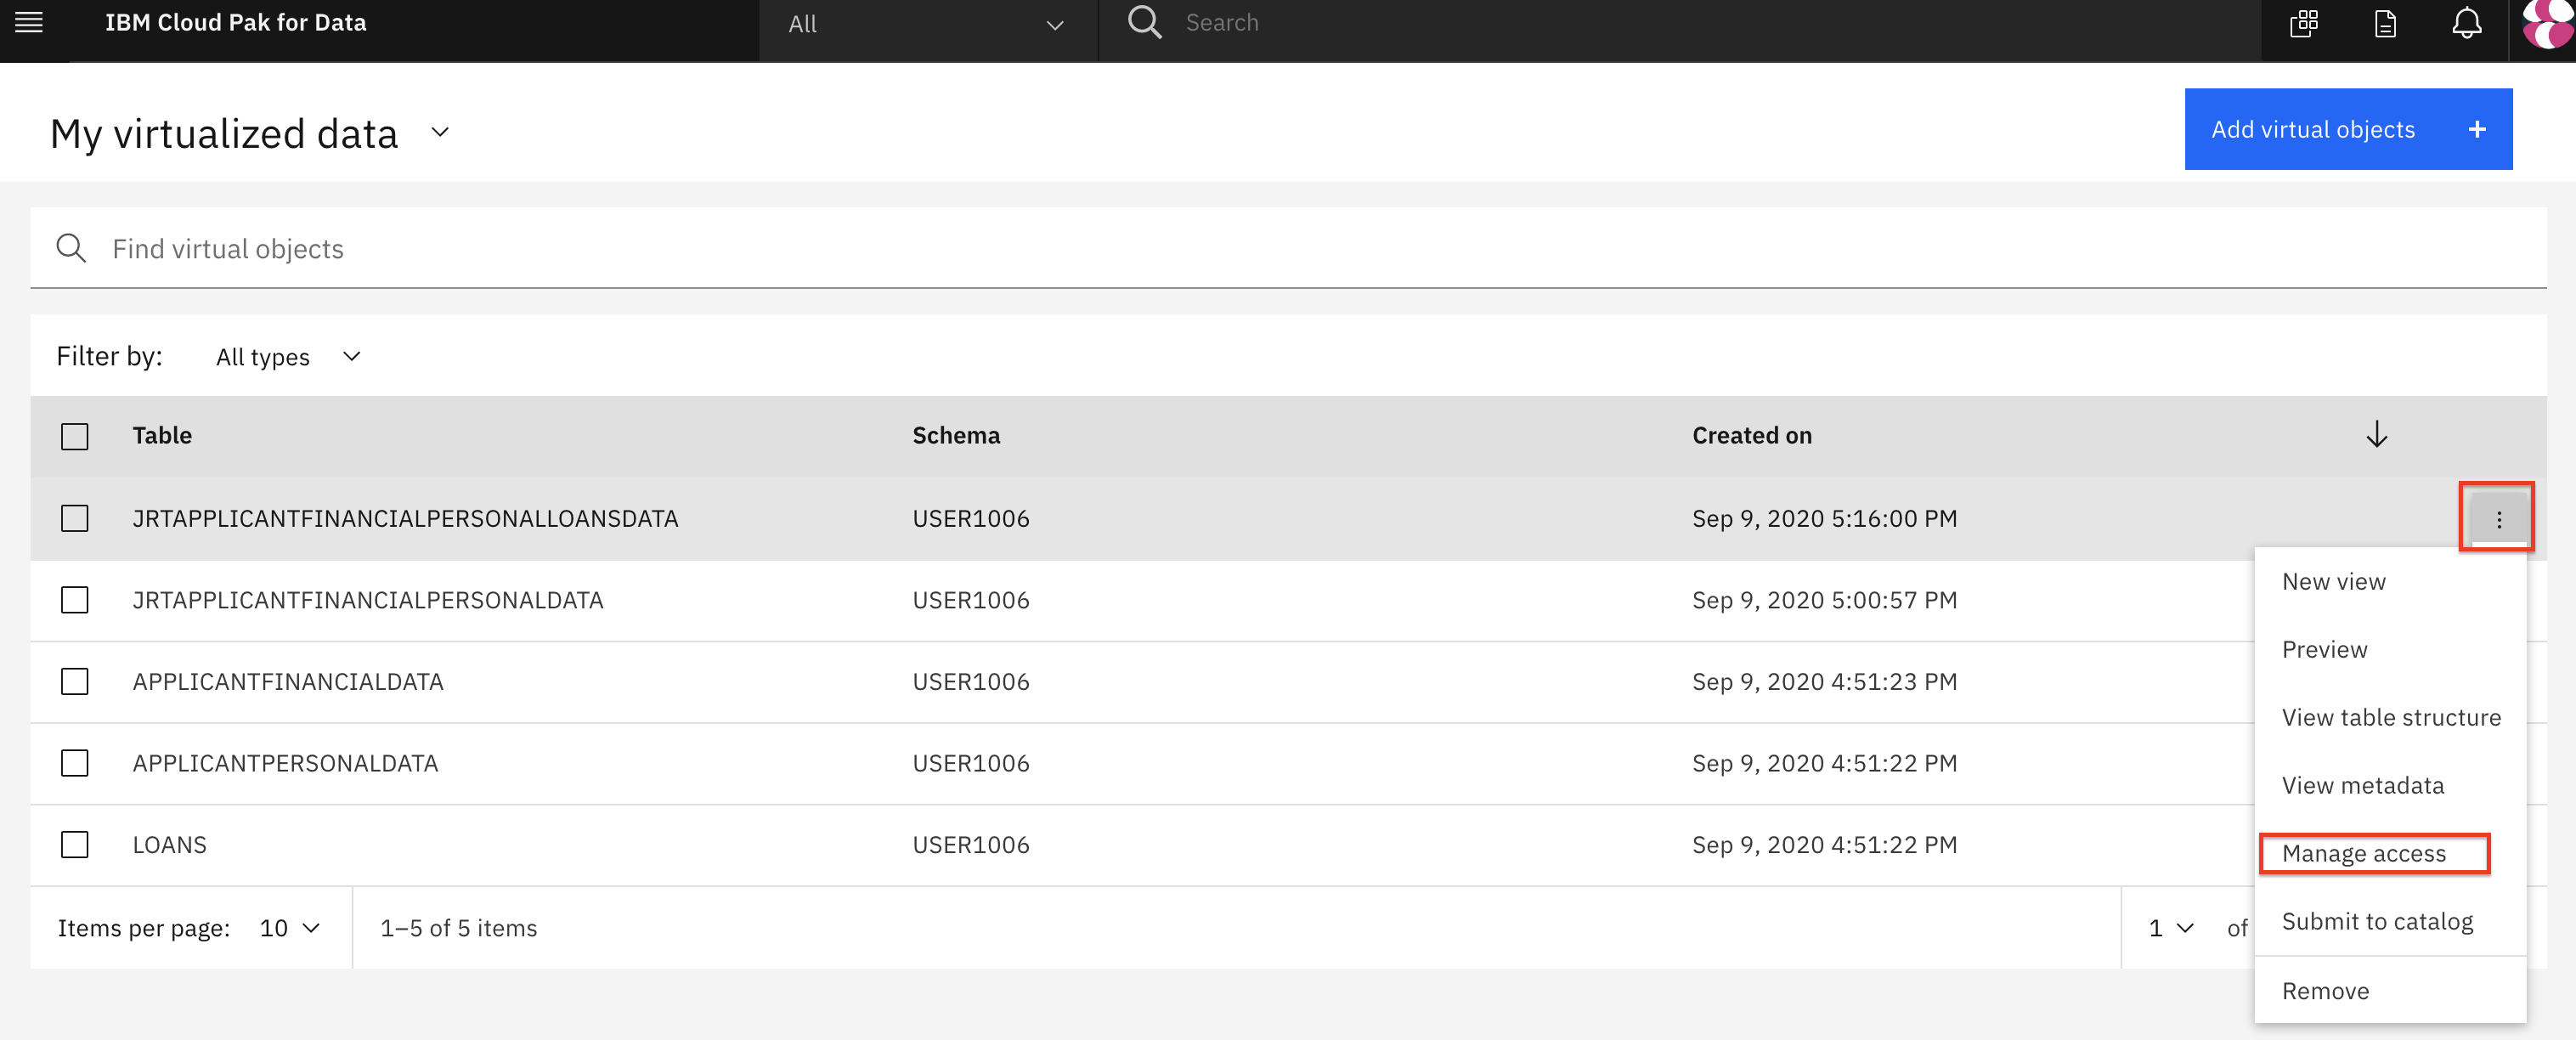 IBM Cloud Pak for Data
All
Search
My virtualized data
Add virtual objects +
Find virtual objects
Filter by: All types
Table Schema Created on
JRTAPPLICANTFINANCIALPERSONALLOANSDATA USER1006 Sep 9, 2020 5:16:00 PM
JRTAPPLICANTFINANCIALPERSONALDATA USER1006 Sep 9, 2020 5:00:57 PM
APPLICANTFINANCIALDATA USER1006 Sep 9, 2020 4:51:23 PM
APPLICANTPERSONALDATA USER1006 Sep 9, 2020 4:51:22 PM
LOANS USER1006 Sep 9, 2020 4:51:22 PM
Items per page: 10 1–5 of 5 items 1 of
New view
Preview
View table structure
View metadata
Manage access
Submit to catalog
Remove